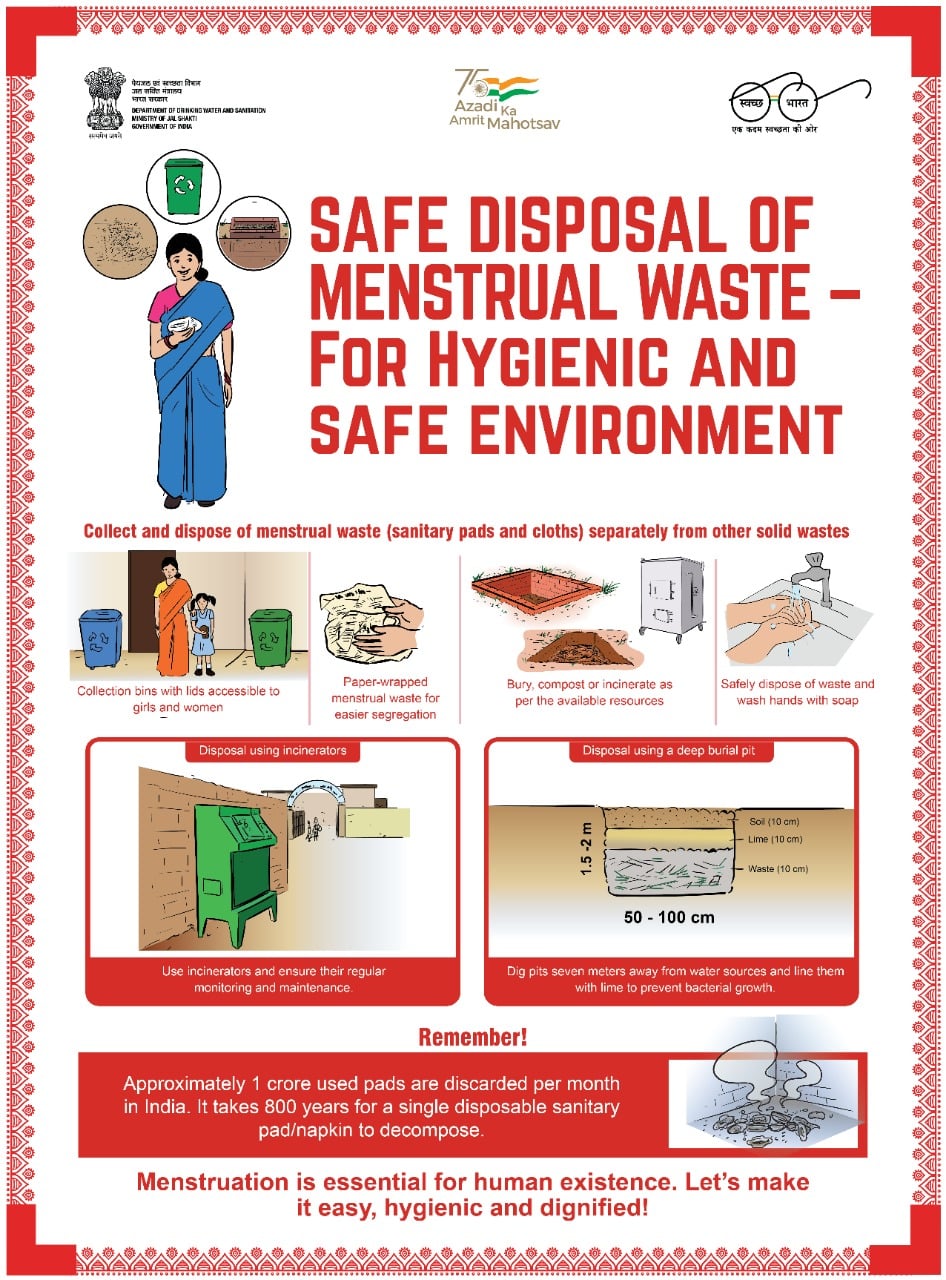 पेयजल एवं स्वच्छता विभाग
जल शक्ति मंत्रालय
भारत सरकार
DEPARTMENT OF DRINKING WATER AND SANITATION
MINISTRY OF JAL SHAKTI
GOVERNMENT OF INDIA
सत्यमेव जयते
75
Azadi Ka
Amrit Mahotsav
स्वच्छ भारत
एक कदम स्वच्छता की ओर
SAFE DISPOSAL OF
MENSTRUAL WASTE –
FOR HYGIENIC AND
SAFE ENVIRONMENT
Collect and dispose of menstrual waste (sanitary pads and cloths) separately from other solid wastes
Collection bins with lids accessible to
girls and women
Paper-wrapped
menstrual waste for
easier segregation
Bury, compost or incinerate as
per the available resources
Safely dispose of waste and
wash hands with soap
Disposal using incinerators
Use incinerators and ensure their regular
monitoring and maintenance.
Disposal using a deep burial pit
Soil (10 cm)
Lime (10 cm)
Waste (10 cm)
1.5 -2 m
50 - 100 cm
Dig pits seven meters away from water sources and line them
with lime to prevent bacterial growth.
Remember!
Approximately 1 crore used pads are discarded per month
in India. It takes 800 years for a single disposable sanitary
pad/napkin to decompose.
Menstruation is essential for human existence. Let's make
it easy, hygienic and dignified!